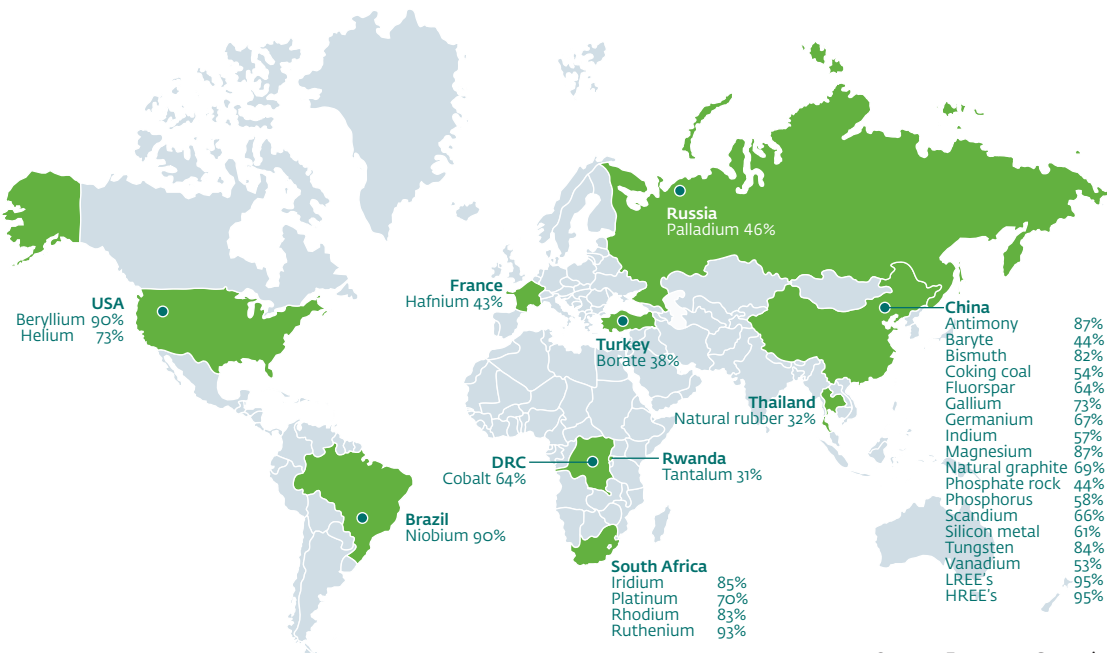 Russia
Palladium 46%
France
Hafnium 43%
USA
Beryllium 90%
Helium 73%
Turkey
Borate 38%
China
Antimony 87%
Baryte 44%
Bismuth 82%
Coking coal 54%
Fluorspar 64%
Gallium 73%
Germanium 67%
Indium 57%
Magnesium 87%
Natural graphite 69%
Phosphate rock 44%
Phosphorus 58%
Scandium 66%
Silicon metal 61%
Tungsten 84%
Vanadium 53%
LREE's 95%
HREE's 95%
Thailand
Natural rubber 32%
DRC
Cobalt 64%
Rwanda
Tantalum 31%
Brazil
Niobium 90%
South Africa
Iridium 85%
Platinum 70%
Rhodium 83%
Ruthenium 93%